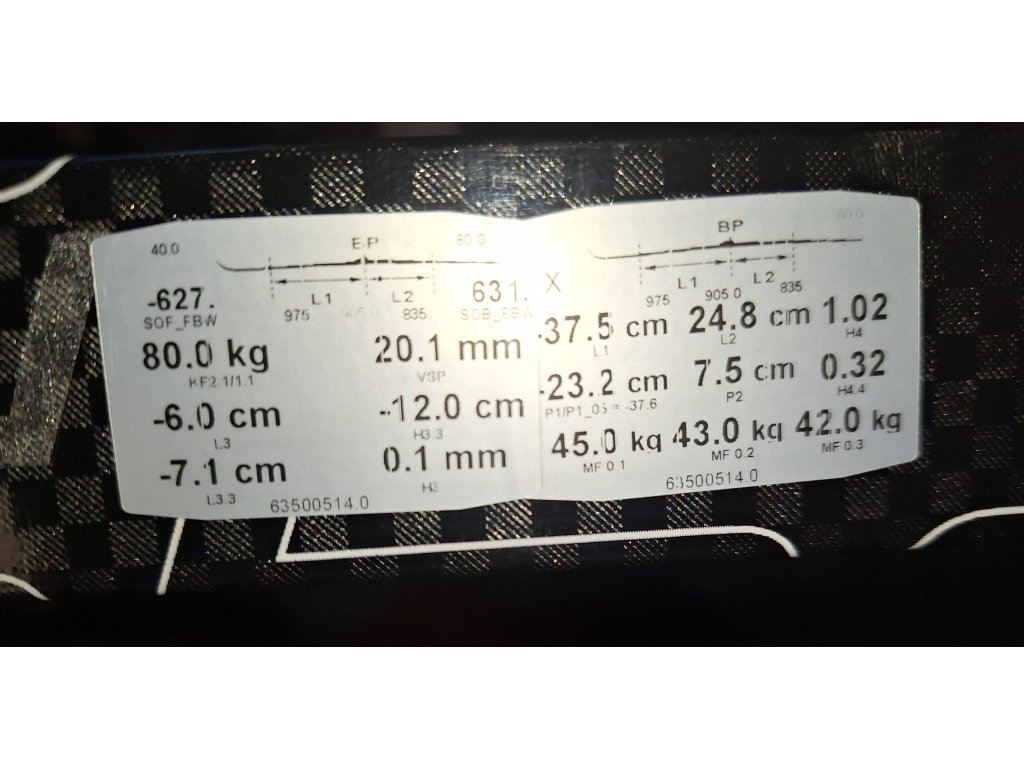 40.0 EP 80.0
L1 L2
-627. 975. 905.0 835. 631. X
SOF_FBW SOB_FBW
80.0 kg 20.1 mm
KF2.1/1.1 VSP
-6.0 cm -12.0 cm
L3 H3.3
-7.1 cm 0.1 mm
L3.3 H3
63500514.0
BP 80.0
L1 L2
975 905.0 835.
-37.5 cm 24.8 cm 1.02
L1 L2 H4
-23.2 cm 7.5 cm 0.32
P1/P1_05 = -37.6 P2 H4.4
45.0 kg 43.0 kg 42.0 kg
MF 0.1 MF 0.2 MF 0.3
63500514.0